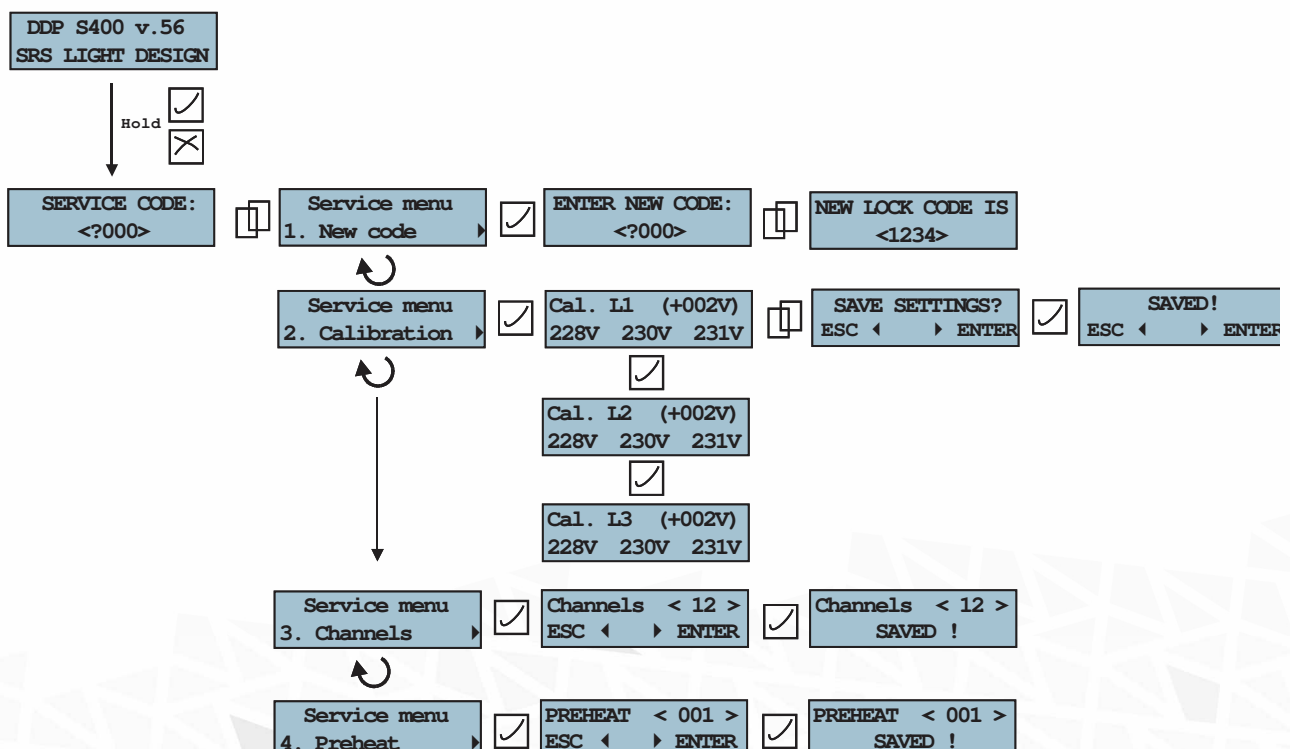 DDP S400 v.56
SRS LIGHT DESIGN
Hold
SERVICE CODE:
<?000>
Service menu
1. New code
ENTER NEW CODE:
<?000>
NEW LOCK CODE IS
<1234>
Service menu
2. Calibration
Cal. L1 (+002V)
228V 230V 231V
SAVE SETTINGS?
ESC ENTER
SAVED!
ESC ENTER
Cal. L2 (+002V)
228V 230V 231V
Cal. L3 (+002V)
228V 230V 231V
Service menu
3. Channels
Channels < 12 >
ESC ENTER
Channels < 12 >
SAVED !
Service menu
4. Preheat
PREHEAT < 001 >
ESC ENTER
PREHEAT < 001 >
SAVED !